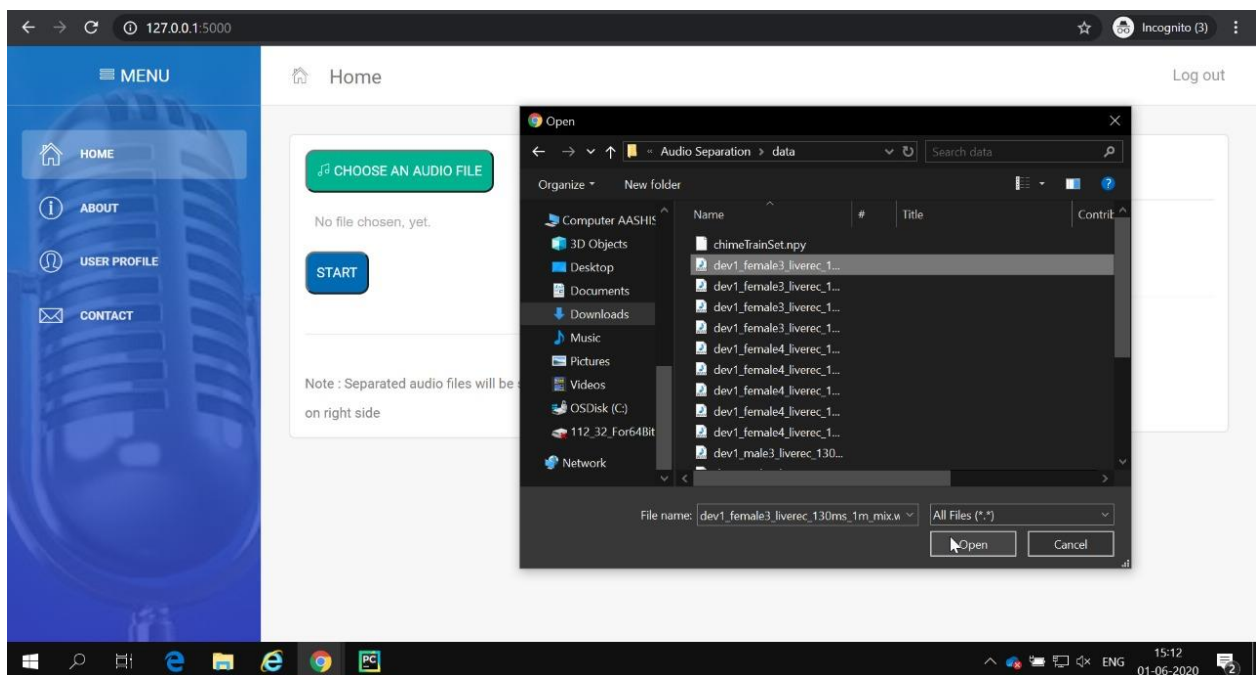 127.0.0.1:5000
Incognito (3)
MENU
HOME
ABOUT
USER PROFILE
CONTACT
Home
Log out
CHOOSE AN AUDIO FILE
No file chosen, yet.
START
Note : Separated audio files will be
on right side
Open
« Audio Separation > data
Search data
Organize
New folder
Computer AASHIS
3D Objects
Desktop
Documents
Downloads
Music
Pictures
Videos
OSDisk (C:)
112_32_For64Bit
Network
Name # Title Contrib
chimeTrainSet.npy
dev1_female3_liverec_1...
dev1_female3_liverec_1...
dev1_female3_liverec_1...
dev1_female3_liverec_1...
dev1_female4_liverec_1...
dev1_female4_liverec_1...
dev1_female4_liverec_1...
dev1_female4_liverec_1...
dev1_female4_liverec_1...
dev1_male3_liverec_130...
File name: dev1_female3_liverec_130ms_1m_mix.w
All Files (*.*)
Open
Cancel
PC
ENG
15:12
01-06-2020
2